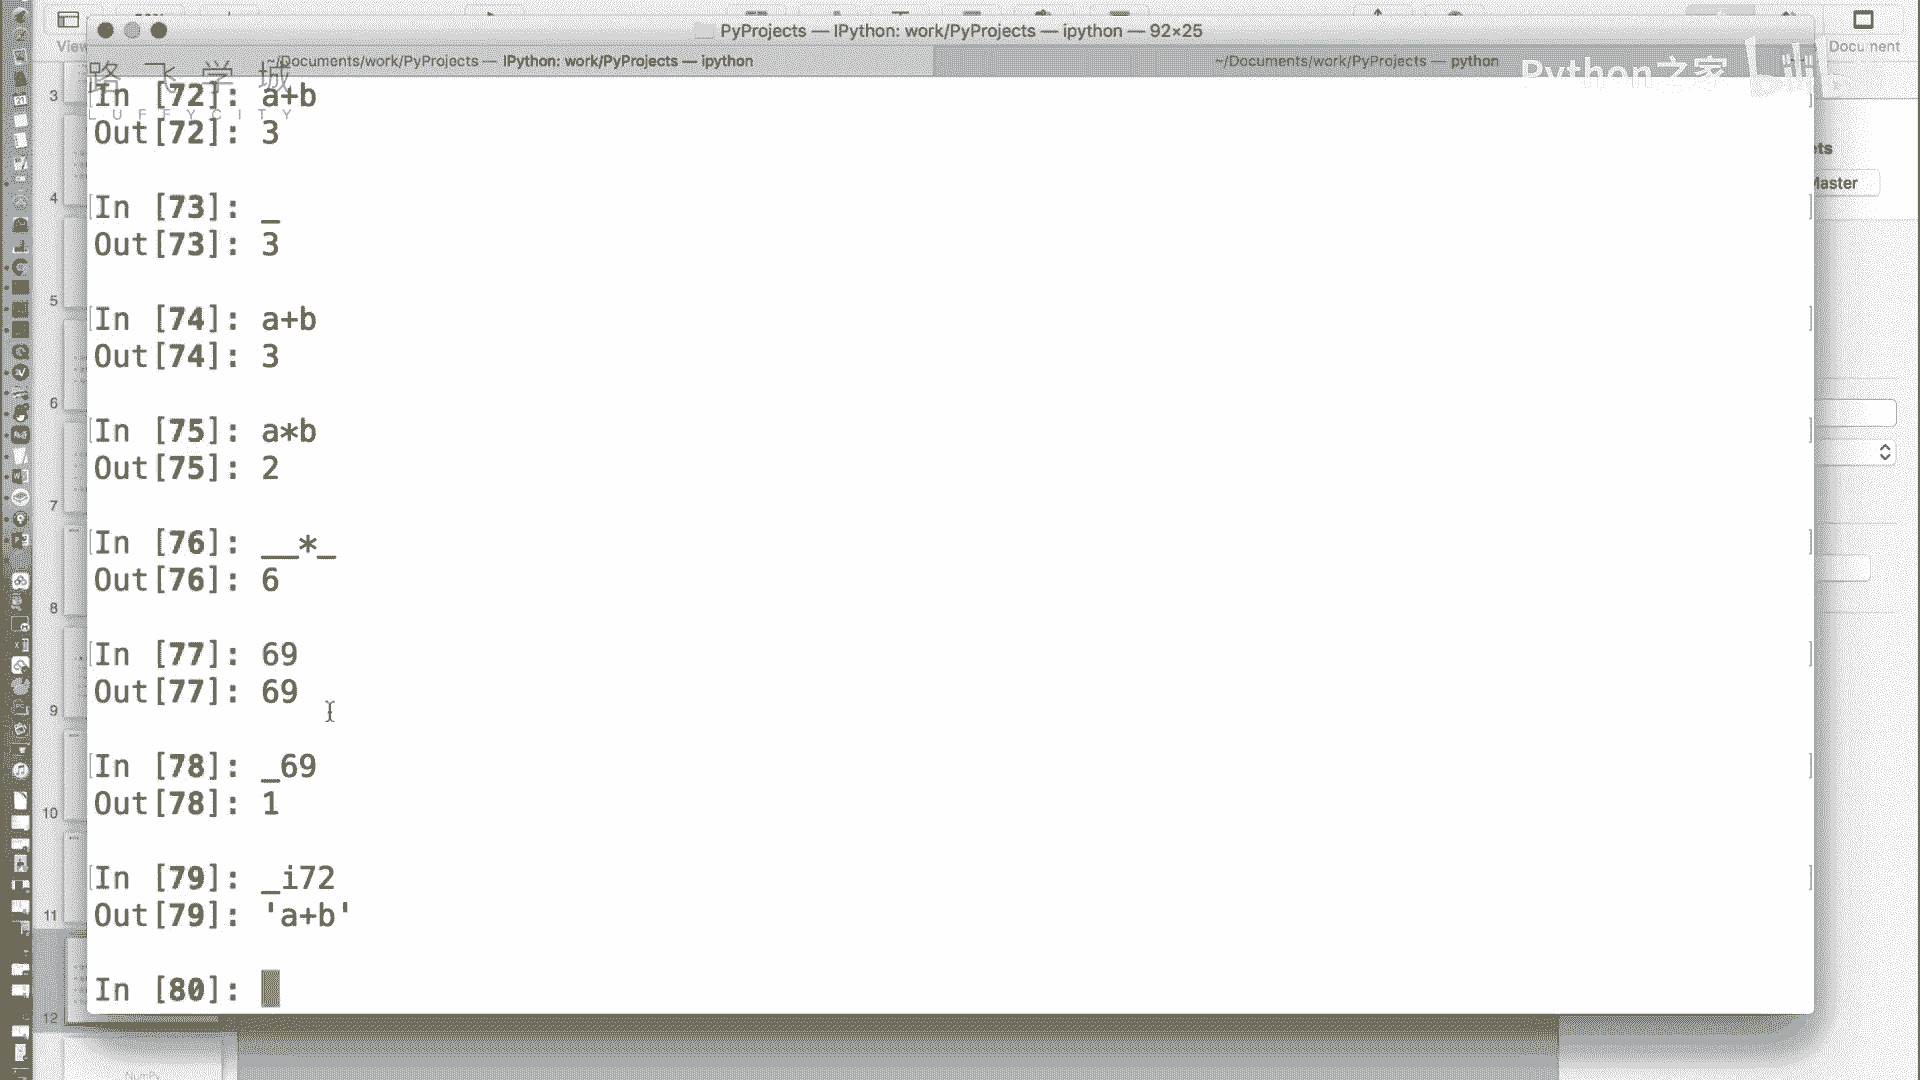 PyProjects — IPython: work/PyProjects — ipython — 92×25
View
Document
~/Documents/work/PyProjects — IPython: work/PyProjects — ipython
~/Documents/work/PyProjects — python
路飞学城
LUFFYCITY
Python之家
In [72]: a+b
Out[72]: 3
In [73]: _
Out[73]: 3
In [74]: a+b
Out[74]: 3
In [75]: a*b
Out[75]: 2
In [76]: __*_
Out[76]: 6
In [77]: 69
Out[77]: 69
In [78]: _69
Out[78]: 1
In [79]: _i72
Out[79]: 'a+b'
In [80]:
3
4
5
6
7
8
9
10
11
12
NumPy